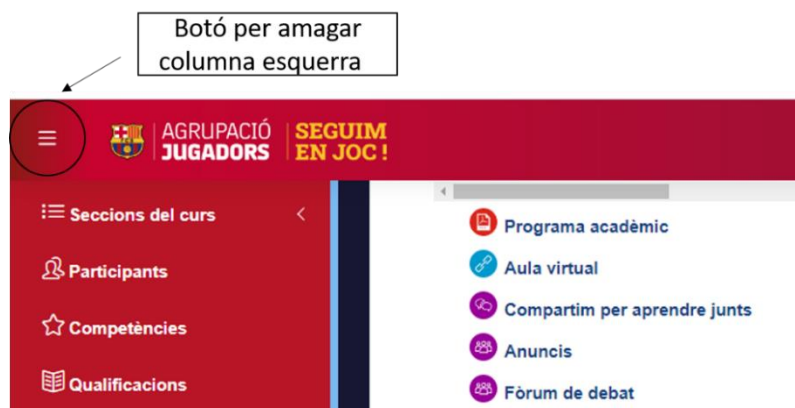 Botó per amagar
columna esquerra
AGRUPACIÓ
JUGADORS
SEGUIM
EN JOC!
Seccions del curs
Participants
Competències
Qualificacions
Programa acadèmic
Aula virtual
Compartim per aprendre junts
Anuncis
Fòrum de debat